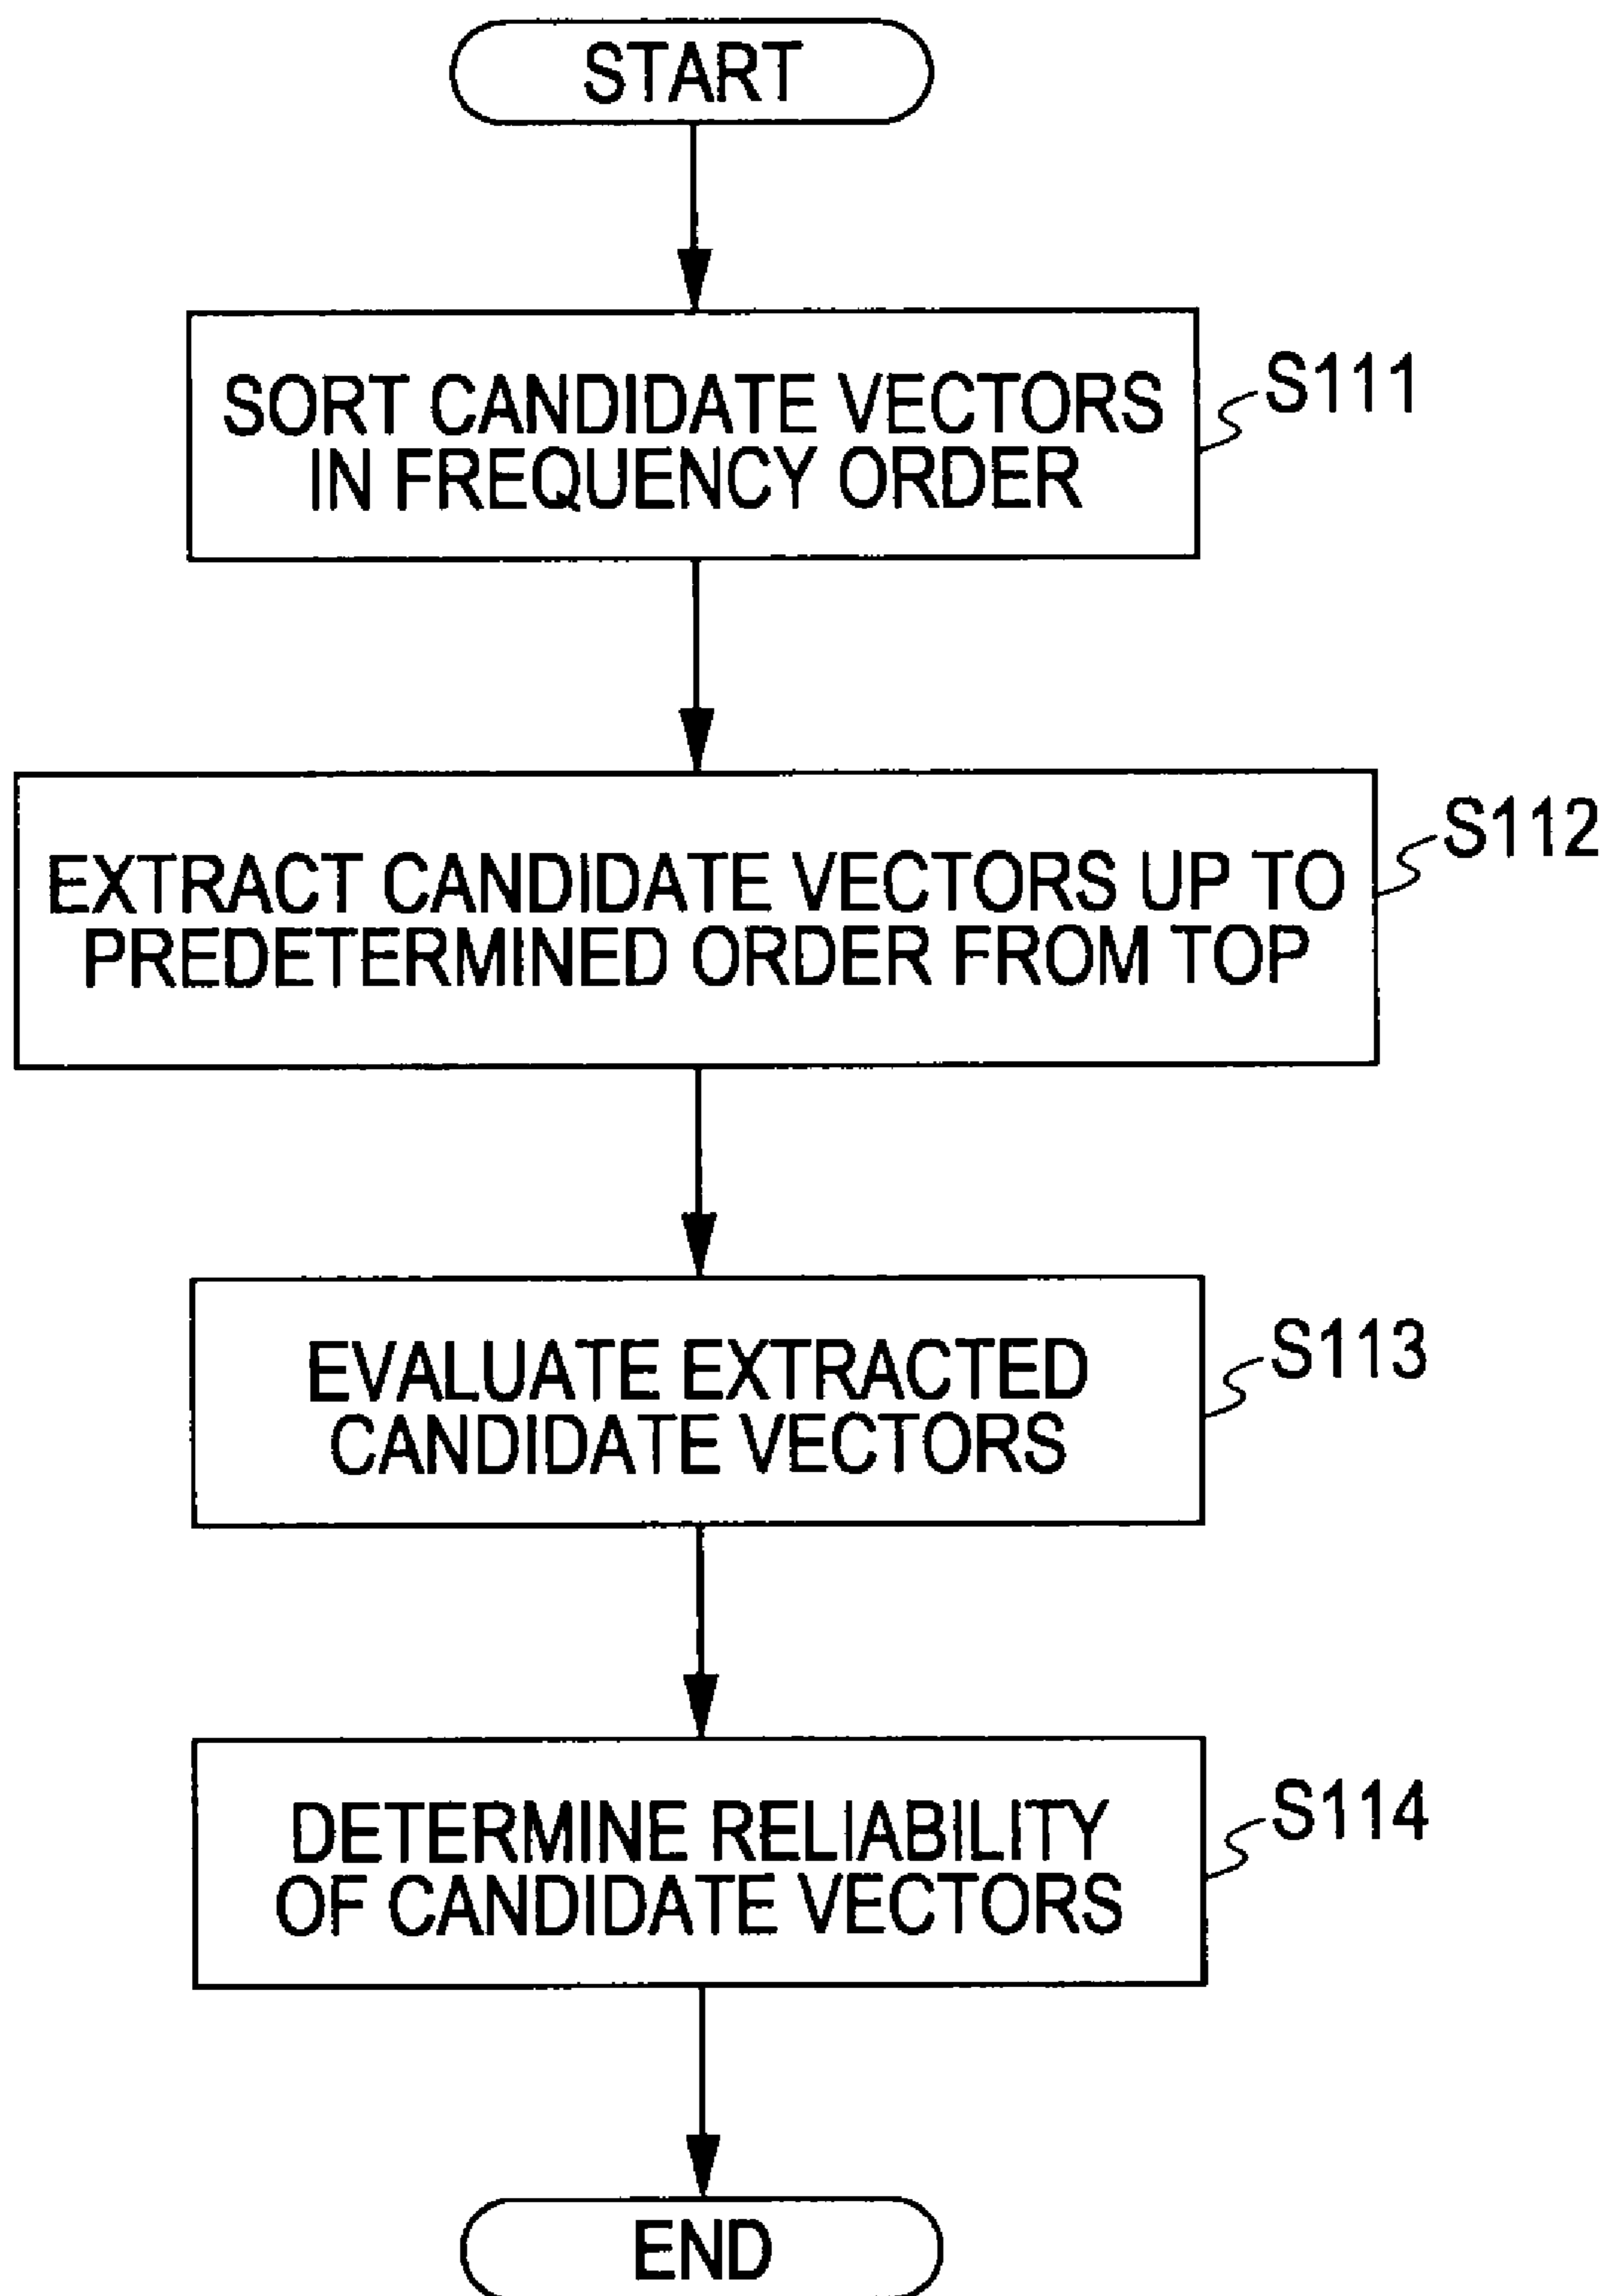 START
SORT CANDIDATE VECTORS
IN FREQUENCY ORDER
S111
EXTRACT CANDIDATE VECTORS UP TO
PREDETERMINED ORDER FROM TOP
S112
EVALUATE EXTRACTED
CANDIDATE VECTORS
S113
DETERMINE RELIABILITY
OF CANDIDATE VECTORS
S114
END